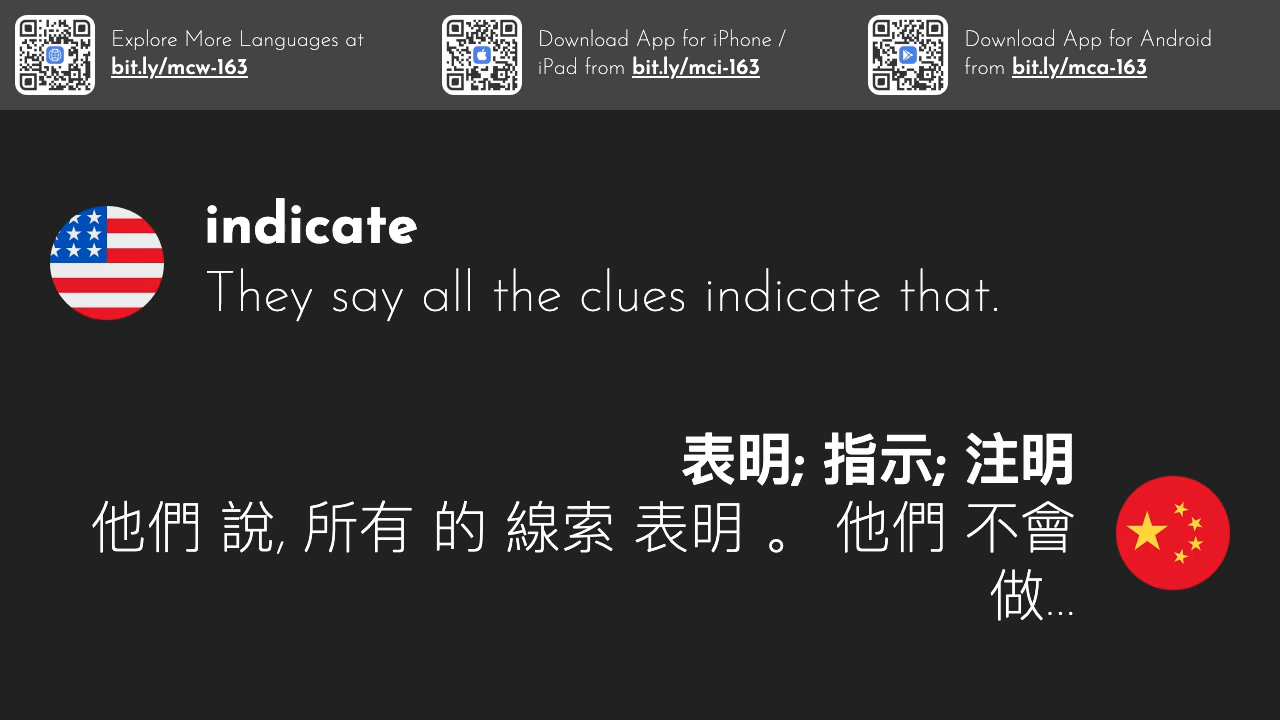 Explore More Languages at
bit.ly/mcw-163
Download App for iPhone /
iPad from bit.ly/mci-163
Download App for Android
from bit.ly/mca-163
indicate
They say all the clues indicate that.
表明; 指示; 注明
他們 說, 所有 的 線索 表明 。 他們 不會
做...